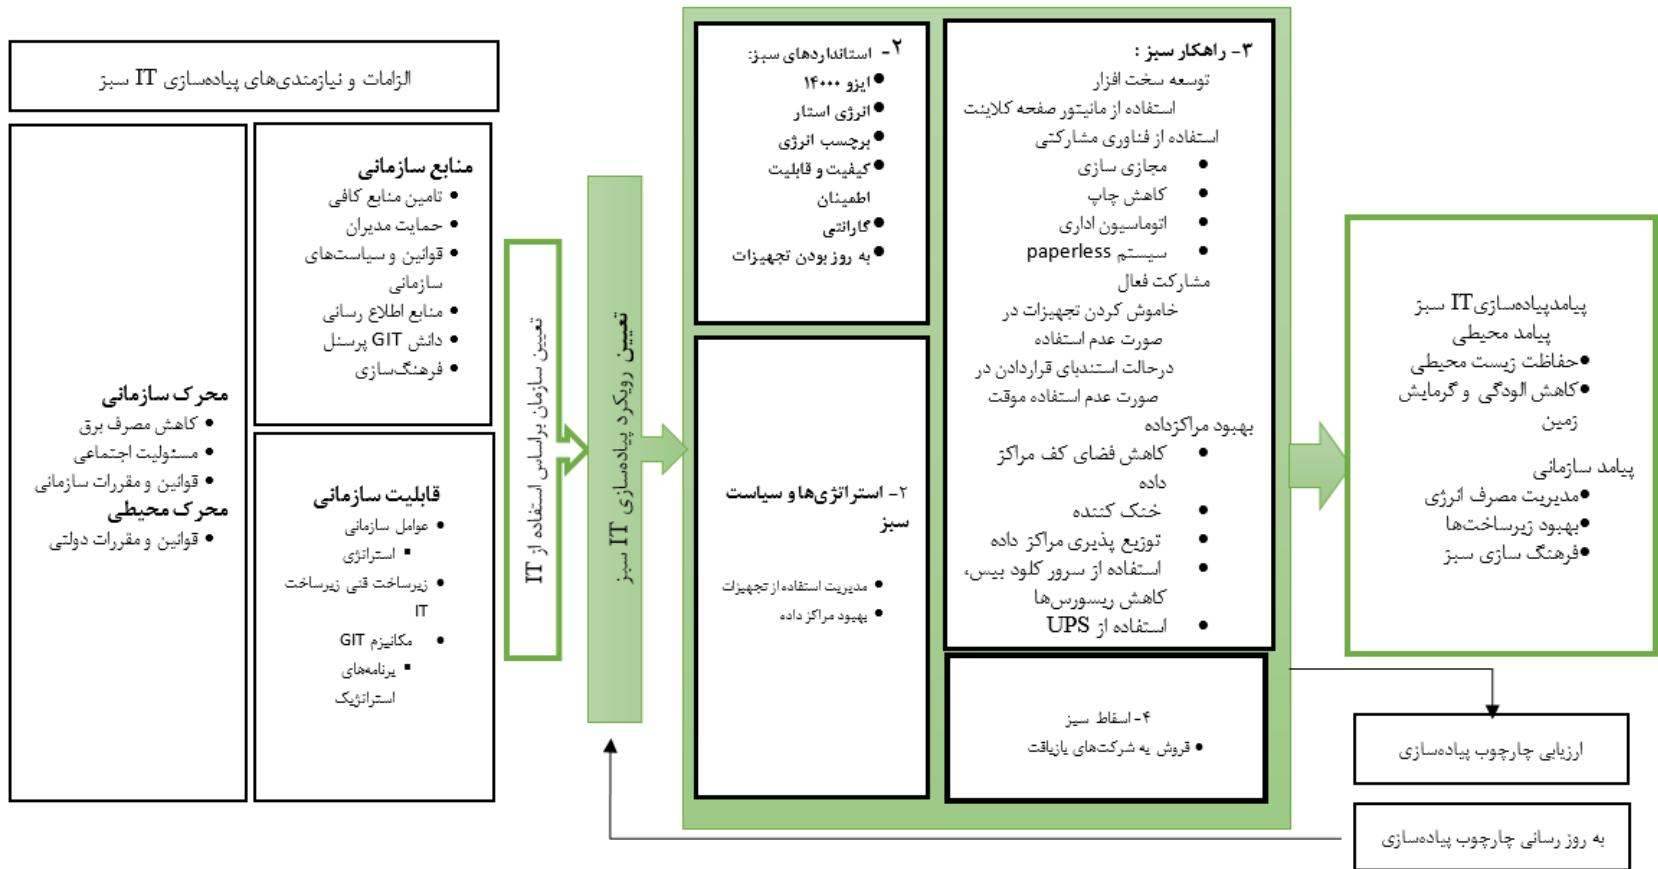 الزامات و نیازمندی‌های پیاده‌سازی IT سبز
منابع سازمانی
• تامین منابع کافی
• حمایت مدیران
• قوانین و سیاست‌های
سازمانی
• منابع اطلاع رسانی
• دانش GIT پرسنل
• فرهنگ‌سازی
محرک سازمانی
• کاهش مصرف برق
• مسئولیت اجتماعی
• قوانین و مقررات سازمانی
محرک محیطی
• قوانین و مقررات دولتی
قابلیت سازمانی
• عوامل سازمانی
▪ استراتژی
• زیرساخت فنی زیرساخت
IT
• مکانیزم GIT
▪ برنامه‌های
استراتژیک
تعیین سازمان براساس استفاده از IT
تعیین رویکرد پیاده‌سازی IT سبز
۲- استانداردهای سبز:
• ایزو ۱۴۰۰۰
• انرژی استار
• برچسب انرژی
• کیفیت و قابلیت
اطمینان
• گارانتی
• به روز بودن تجهیزات
۲- استراتژی‌ها و سیاست
سبز
• مدیریت استفاده از تجهیزات
• بهبود مراکز داده
۳- راهکار سبز :
توسعه سخت افزار
استفاده از مانیتور صفحه کلاینت
استفاده از فناوری مشارکتی
• مجازی سازی
• کاهش چاپ
• اتوماسیون اداری
• سیستم paperless
مشارکت فعال
خاموش کردن تجهیزات در
صورت عدم استفاده
درحالت استندبای قراردادن در
صورت عدم استفاده موقت
بهبود مراکزداده
• کاهش فضای کف مراکز
داده
• خنک کننده
• توزیع پذیری مراکز داده
• استفاده از سرور کلود بیس،
کاهش ریسورس‌ها
• استفاده از UPS
۴- اسقاط سبز
• فروش به شرکت‌های بازیافت
پیامدپیاده‌سازیIT سبز
پیامد محیطی
•حفاظت زیست محیطی
•کاهش الودگی و گرمایش
زمین
پیامد سازمانی
•مدیریت مصرف انرژی
•بهبود زیرساخت‌ها
•فرهنگ سازی سبز
ارزیابی چارچوب پیاده‌سازی
به روز رسانی چارچوب پیاده‌سازی